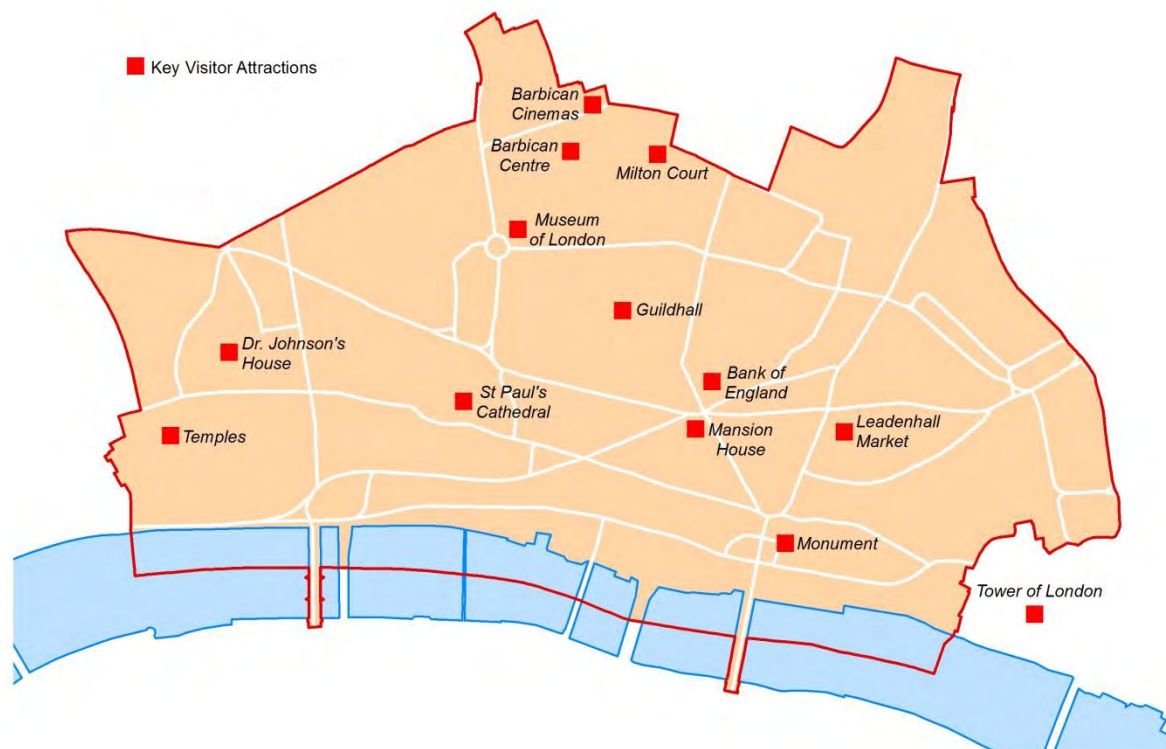 Key Visitor Attractions
Barbican
Cinemas
Barbican
Centre
Milton Court
Museum
of London
Guildhall
Dr. Johnson's
House
Bank of
England
St Paul's
Cathedral
Temples
Mansion
House
Leadenhall
Market
Monument
Tower of London